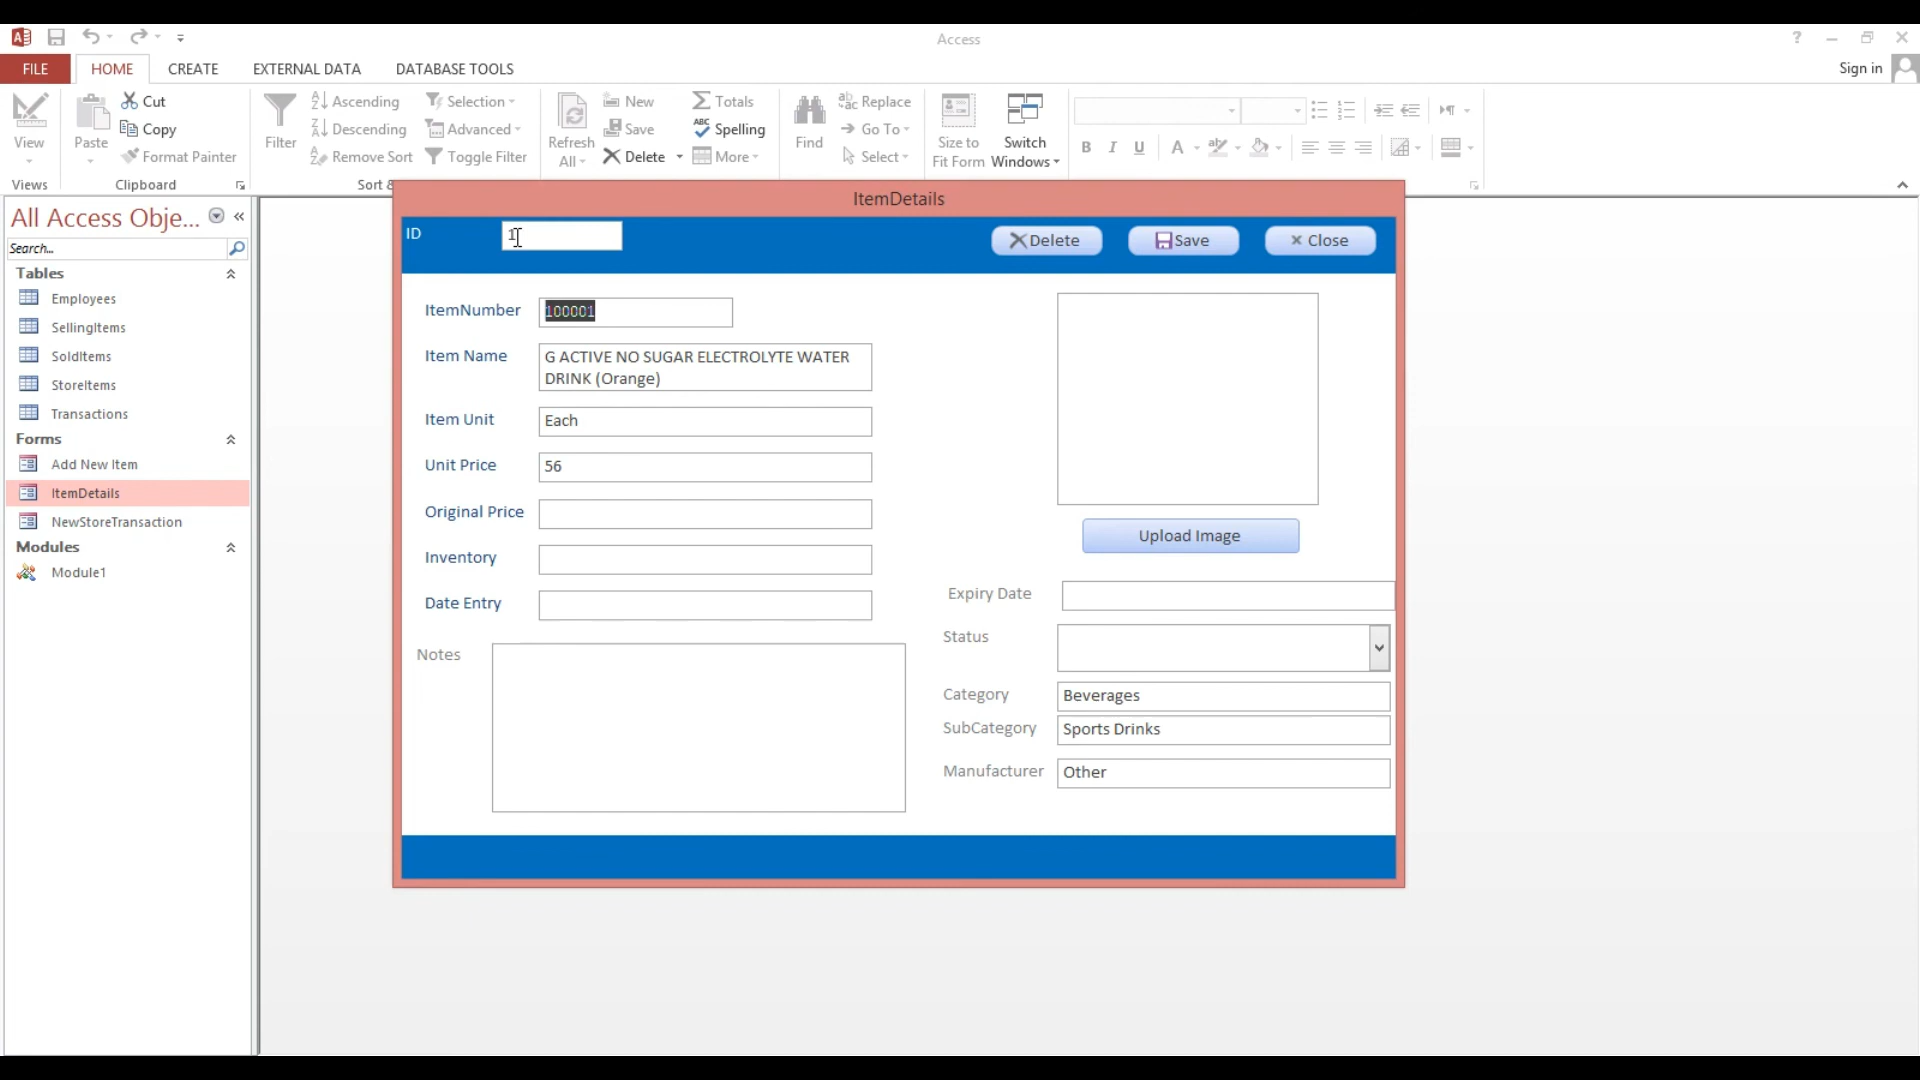 Access
Sign in
FILE
HOME
CREATE
EXTERNAL DATA
DATABASE TOOLS
View
Views
Paste
Cut
Copy
Format Painter
Clipboard
Filter
Ascending
Descending
Remove Sort
Selection
Advanced
Toggle Filter
Sort &
Refresh
All
New
Save
Delete
Totals
Spelling
More
Find
Replace
Go To
Select
Size to
Fit Form
Switch
Windows
B I U A
All Access Obje...
Search...
Tables
Employees
SellingItems
SoldItems
StoreItems
Transactions
Forms
Add New Item
ItemDetails
NewStoreTransaction
Modules
Module1
ItemDetails
ID
1
Delete
Save
Close
ItemNumber
100001
Item Name
G ACTIVE NO SUGAR ELECTROLYTE WATER
DRINK (Orange)
Item Unit
Each
Unit Price
56
Original Price
Inventory
Date Entry
Notes
Upload Image
Expiry Date
Status
Category
Beverages
SubCategory
Sports Drinks
Manufacturer
Other